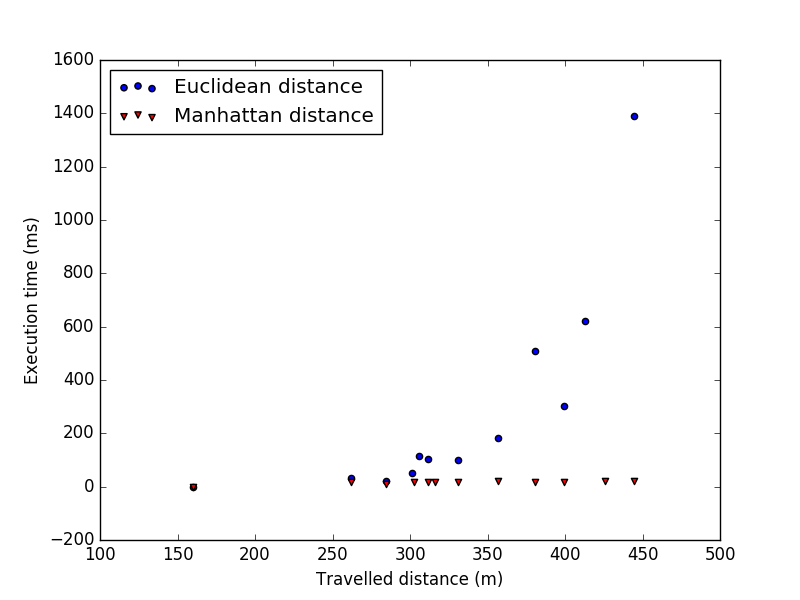 1600
1400
1200
1000
800
600
400
200
0
−200
100 150 200 250 300 350 400 450 500
Euclidean distance
Manhattan distance
Execution time (ms)
Travelled distance (m)